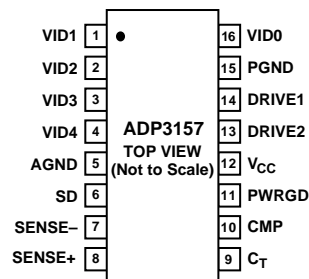 VID1 1 16 VID0
VID2 2 15 PGND
VID3 3 14 DRIVE1
VID4 4 ADP3157 13 DRIVE2
AGND 5 TOP VIEW (Not to Scale) 12 VCC
SD 6 11 PWRGD
SENSE– 7 10 CMP
SENSE+ 8 9 CT